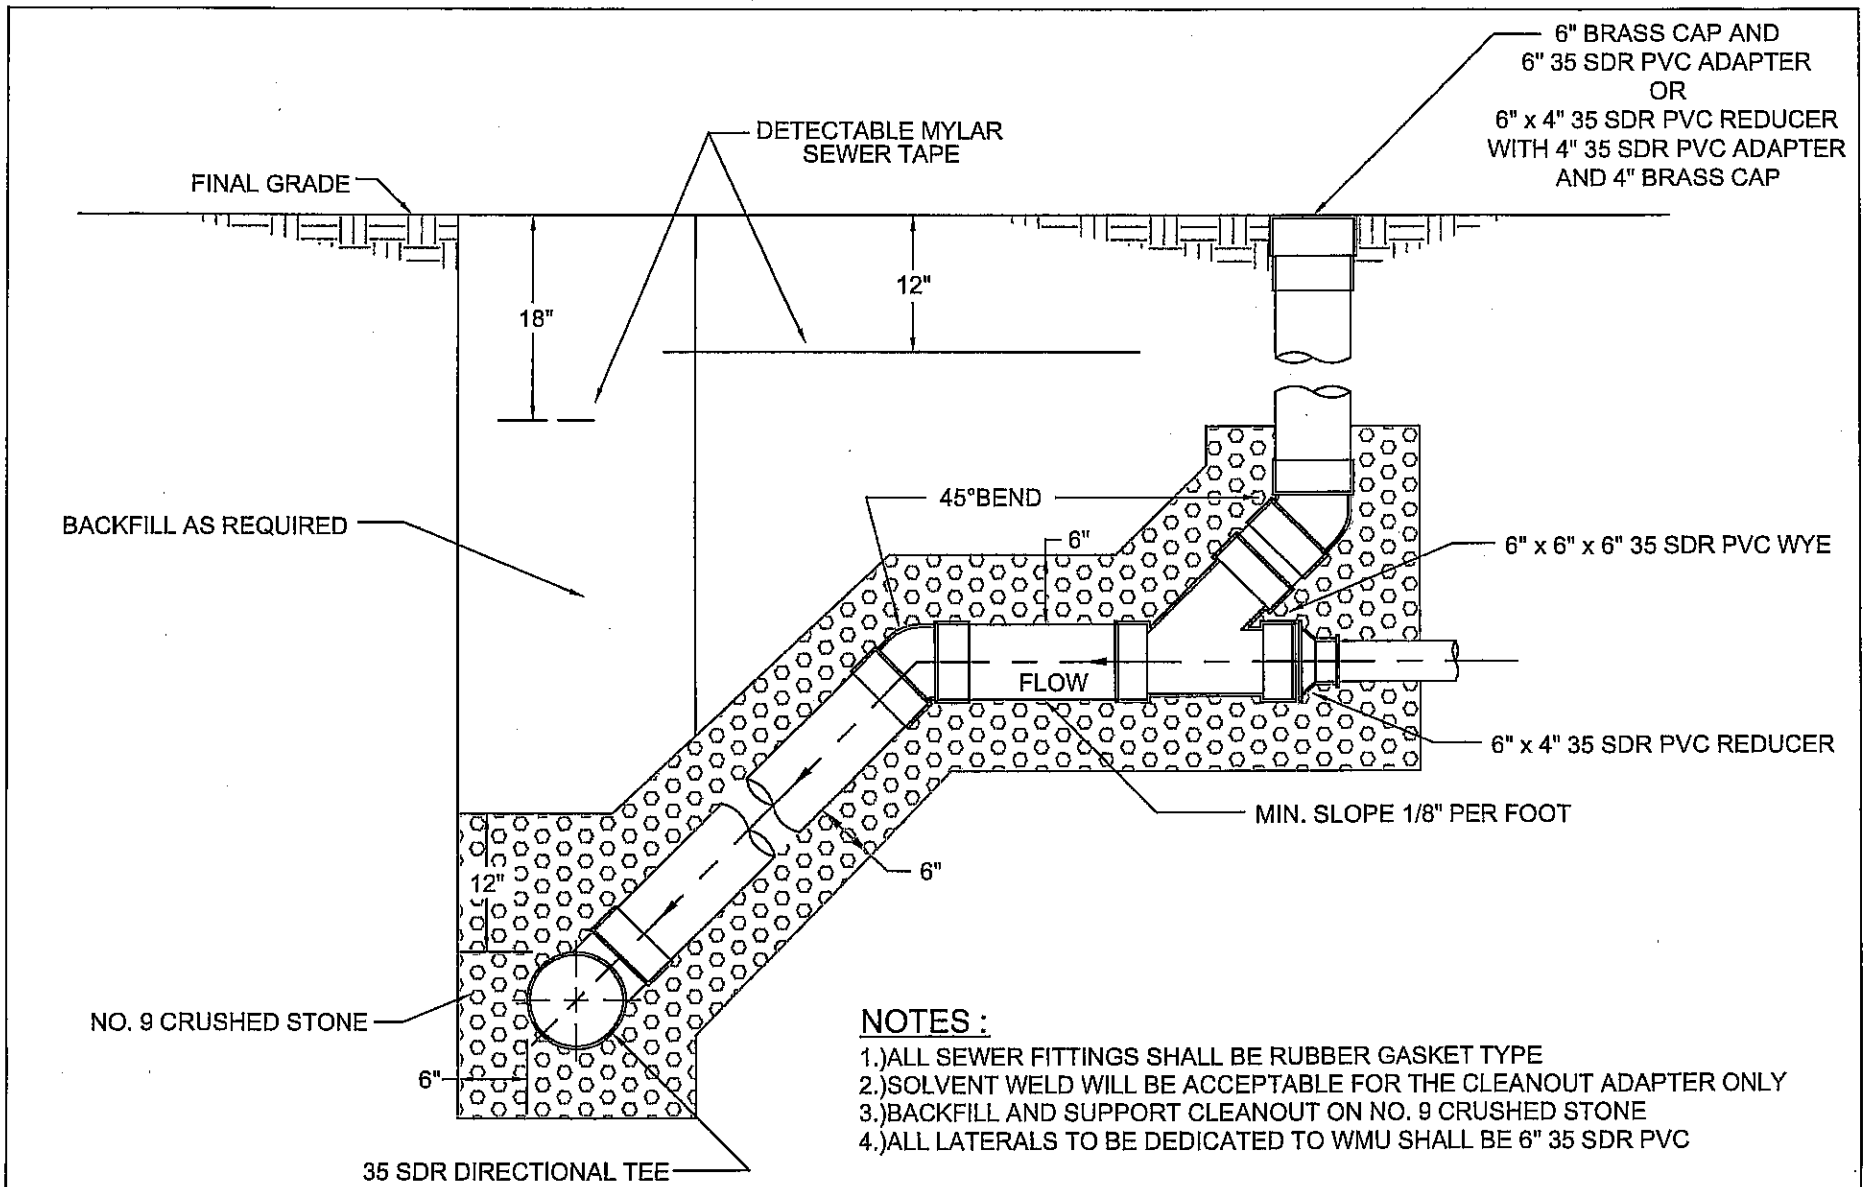 6" BRASS CAP AND
6" 35 SDR PVC ADAPTER
OR
6" x 4" 35 SDR PVC REDUCER
WITH 4" 35 SDR PVC ADAPTER
AND 4" BRASS CAP
DETECTABLE MYLAR
SEWER TAPE
FINAL GRADE
12"
18"
45°BEND
BACKFILL AS REQUIRED
6"
6" x 6" x 6" 35 SDR PVC WYE
FLOW
6" x 4" 35 SDR PVC REDUCER
MIN. SLOPE 1/8" PER FOOT
6"
12"
NO. 9 CRUSHED STONE
6"
35 SDR DIRECTIONAL TEE
NOTES :
1.)ALL SEWER FITTINGS SHALL BE RUBBER GASKET TYPE
2.)SOLVENT WELD WILL BE ACCEPTABLE FOR THE CLEANOUT ADAPTER ONLY
3.)BACKFILL AND SUPPORT CLEANOUT ON NO. 9 CRUSHED STONE
4.)ALL LATERALS TO BE DEDICATED TO WMU SHALL BE 6" 35 SDR PVC